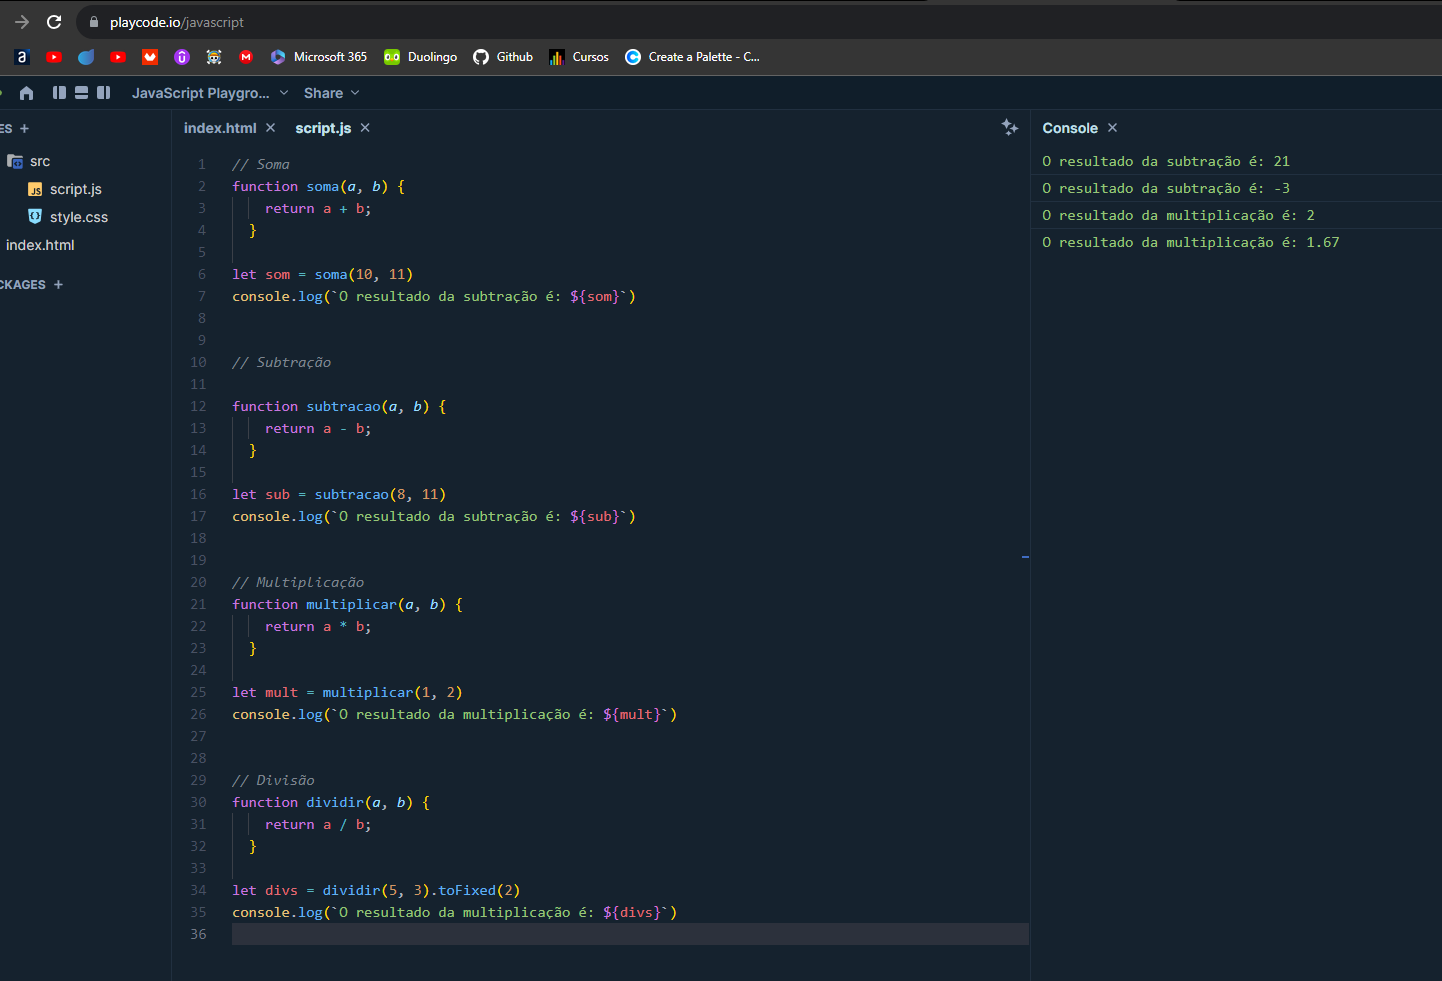 playcode.io/javascript
a Microsoft 365 Duolingo Github Cursos Create a Palette - C...
JavaScript Playgro... Share
ES +
src
JS script.js
style.css
index.html
CKAGES +
index.html script.js
1 // Soma
2 function soma(a, b) {
3 return a + b;
4 }
5
6 let som = soma(10, 11)
7 console.log(`O resultado da subtração é: ${som}`)
8
9
10 // Subtração
11
12 function subtracao(a, b) {
13 return a - b;
14 }
15
16 let sub = subtracao(8, 11)
17 console.log(`O resultado da subtração é: ${sub}`)
18
19
20 // Multiplicação
21 function multiplicar(a, b) {
22 return a * b;
23 }
24
25 let mult = multiplicar(1, 2)
26 console.log(`O resultado da multiplicação é: ${mult}`)
27
28
29 // Divisão
30 function dividir(a, b) {
31 return a / b;
32 }
33
34 let divs = dividir(5, 3).toFixed(2)
35 console.log(`O resultado da multiplicação é: ${divs}`)
36
Console
O resultado da subtração é: 21
O resultado da subtração é: -3
O resultado da multiplicação é: 2
O resultado da multiplicação é: 1.67